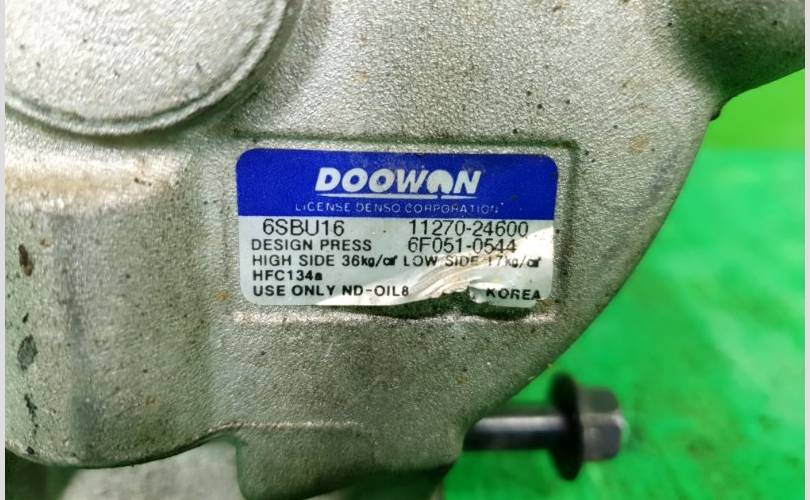 DOOWON
LICENSE DENSO CORPORATION
6SBU16 11270-24600
DESIGN PRESS 6F051-0544
HIGH SIDE 36kg/㎠ LOW SIDE 17kg/㎠
HFC134a
USE ONLY ND-OIL8 KOREA